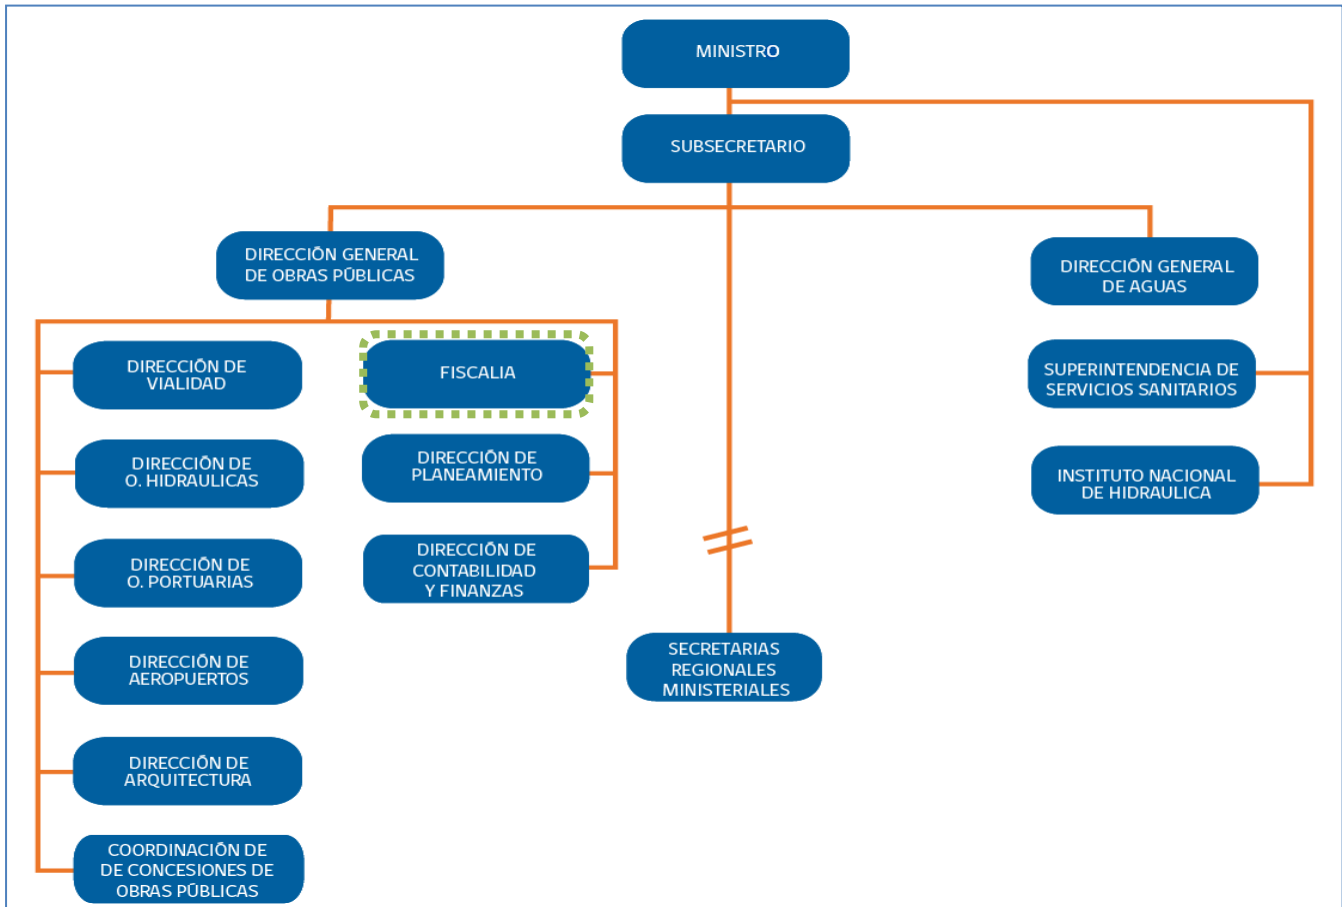 MINISTRO
SUBSECRETARIO
DIRECCIÓN GENERAL
DE OBRAS PÚBLICAS
DIRECCIÓN GENERAL
DE AGUAS
DIRECCIÓN DE
VIALIDAD
FISCALIA
SUPERINTENDENCIA DE
SERVICIOS SANITARIOS
DIRECCIÓN DE
O. HIDRAULICAS
DIRECCIÓN DE
PLANEAMIENTO
INSTITUTO NACIONAL
DE HIDRAULICA
DIRECCIÓN DE
O. PORTUARIAS
DIRECCIÓN DE
CONTABILIDAD
Y FINANZAS
DIRECCIÓN DE
AEROPUERTOS
SECRETARIAS
REGIONALES
MINISTERIALES
DIRECCIÓN DE
ARQUITECTURA
COORDINACIÓN DE
DE CONCESIONES DE
OBRAS PÚBLICAS